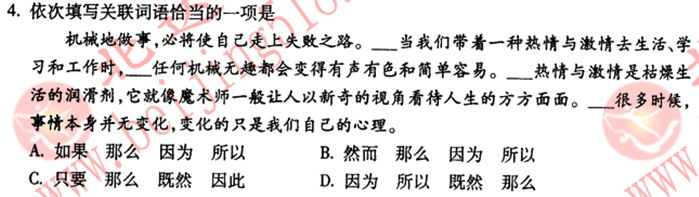 4. 依次填写关联词语恰当的一项是
机械地做事,必将使自己走上失败之路。___当我们带着一种热情与激情去生活、学
习和工作时,___任何机械无趣都会变得有声有色和简单容易。___热情与激情是枯燥生
活的润滑剂,它就像魔术师一般让人以新奇的视角看待人生的方方面面。___很多时候,
事情本身并无变化,变化的只是我们自己的心理。
A. 如果 那么 因为 所以 B. 然而 那么 因为 所以
C. 只要 那么 既然 因此 D. 因为 所以 既然 那么